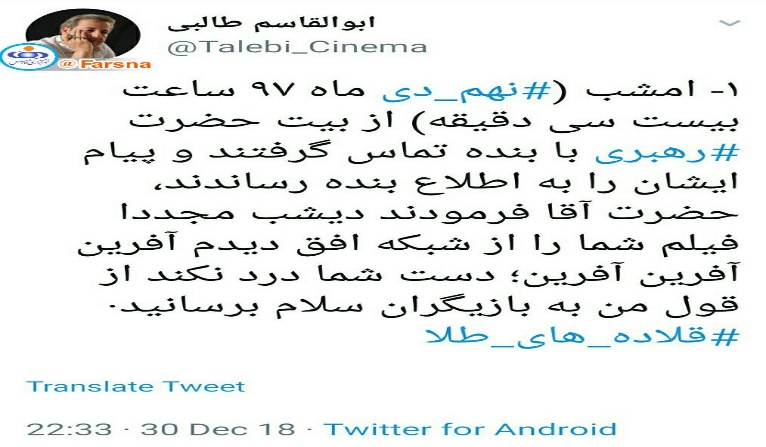 ابوالقاسم طالبی
@Talebi_Cinema
@Farsna
۱- امشب (#نهم_دی ماه ۹۷ ساعت
بیست سی دقیقه) از بیت حضرت
#رهبری با بنده تماس گرفتند و پیام
ایشان را به اطلاع بنده رساندند،
حضرت آقا فرمودند دیشب مجددا
فیلم شما را از شبکه افق دیدم آفرین
آفرین آفرین؛ دست شما درد نکند از
قول من به بازیگران سلام برسانید.
#قلاده_های_طلا
Translate Tweet
22:33 · 30 Dec 18 · Twitter for Android